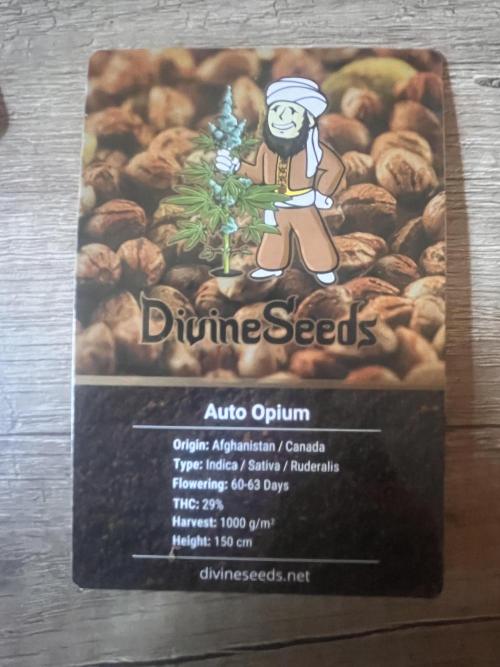 DivineSeeds
Auto Opium
Origin: Afghanistan / Canada
Type: Indica / Sativa / Ruderalis
Flowering: 60-63 Days
THC: 29%
Harvest: 1000 g/m²
Height: 150 cm
divineseeds.net